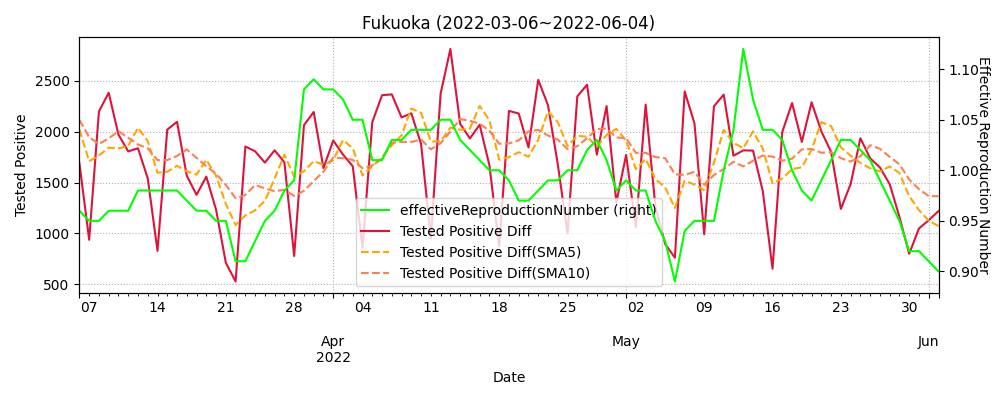 Fukuoka (2022-03-06~2022-06-04)
Tested Positive
2500
2000
1500
1000
500
1.10
1.05
1.00
0.95
0.90
Effective Reproduction Number
effectiveReproductionNumber (right)
Tested Positive Diff
Tested Positive Diff(SMA5)
Tested Positive Diff(SMA10)
07 14 21 28 04 11 18 25 02 09 16 23 30
Apr May Jun
2022
Date